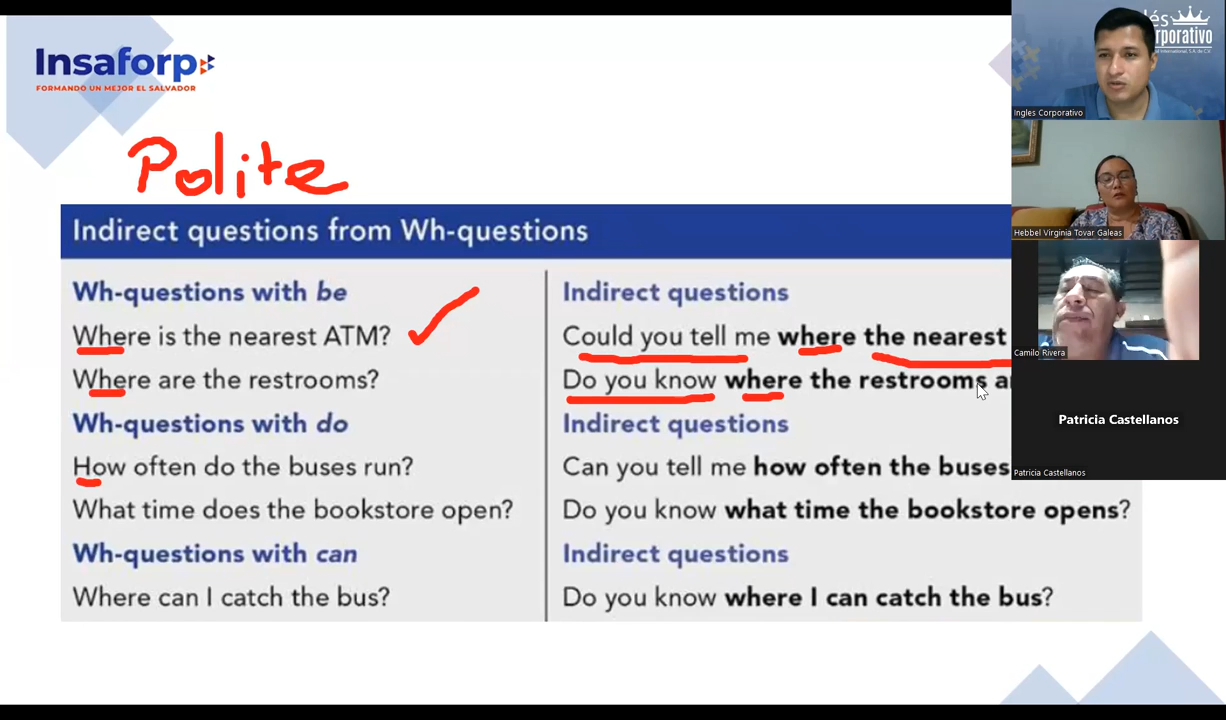 Insaforp
FORMANDO UN MEJOR EL SALVADOR
Polite
Indirect questions from Wh-questions
Wh-questions with be
Indirect questions
Where is the nearest ATM?
Could you tell me where the nearest
Where are the restrooms?
Do you know where the restrooms
Wh-questions with do
Indirect questions
How often do the buses run?
Can you tell me how often the buses
What time does the bookstore open?
Do you know what time the bookstore opens?
Wh-questions with can
Indirect questions
Where can I catch the bus?
Do you know where I can catch the bus?
Ingles Corporativo
Hebbel Virginia Tovar Galeas
Camilo Rivera
Patricia Castellanos
Patricia Castellanos